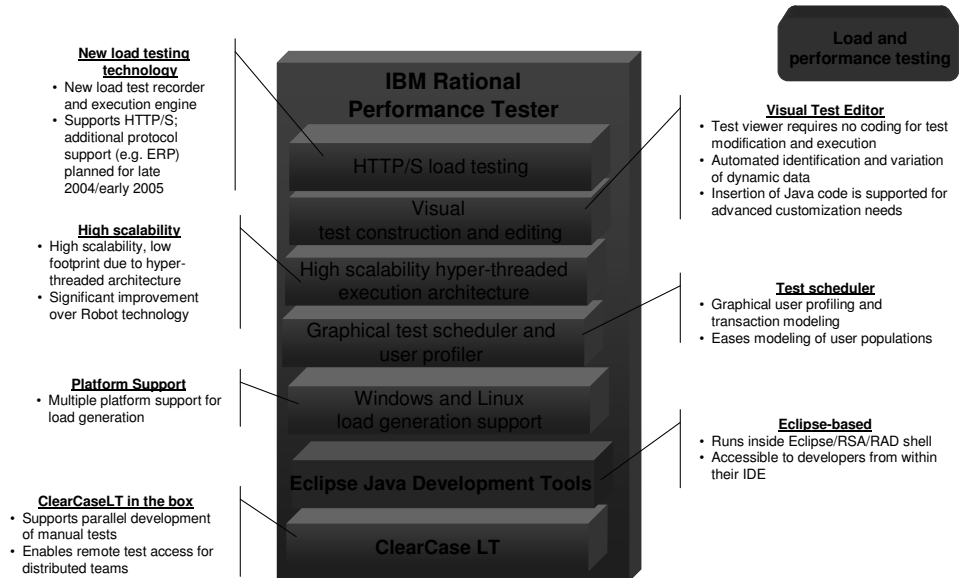 Load and
performance testing
New load testing
technology
• New load test recorder
and execution engine
• Supports HTTP/S;
additional protocol
support (e.g. ERP)
planned for late
2004/early 2005
High scalability
• High scalability, low
footprint due to hyper-
threaded architecture
• Significant improvement
over Robot technology
Platform Support
• Multiple platform support for
load generation
ClearCaseLT in the box
• Supports parallel development
of manual tests
• Enables remote test access for
distributed teams
IBM Rational
Performance Tester
HTTP/S load testing
Visual
test construction and editing
High scalability hyper-threaded
execution architecture
Graphical test scheduler and
user profiler
Windows and Linux
load generation support
Eclipse Java Development Tools
ClearCase LT
Visual Test Editor
• Test viewer requires no coding for test
modification and execution
• Automated identification and variation
of dynamic data
• Insertion of Java code is supported for
advanced customization needs
Test scheduler
• Graphical user profiling and
transaction modeling
• Eases modeling of user populations
Eclipse-based
• Runs inside Eclipse/RSA/RAD shell
• Accessible to developers from within
their IDE